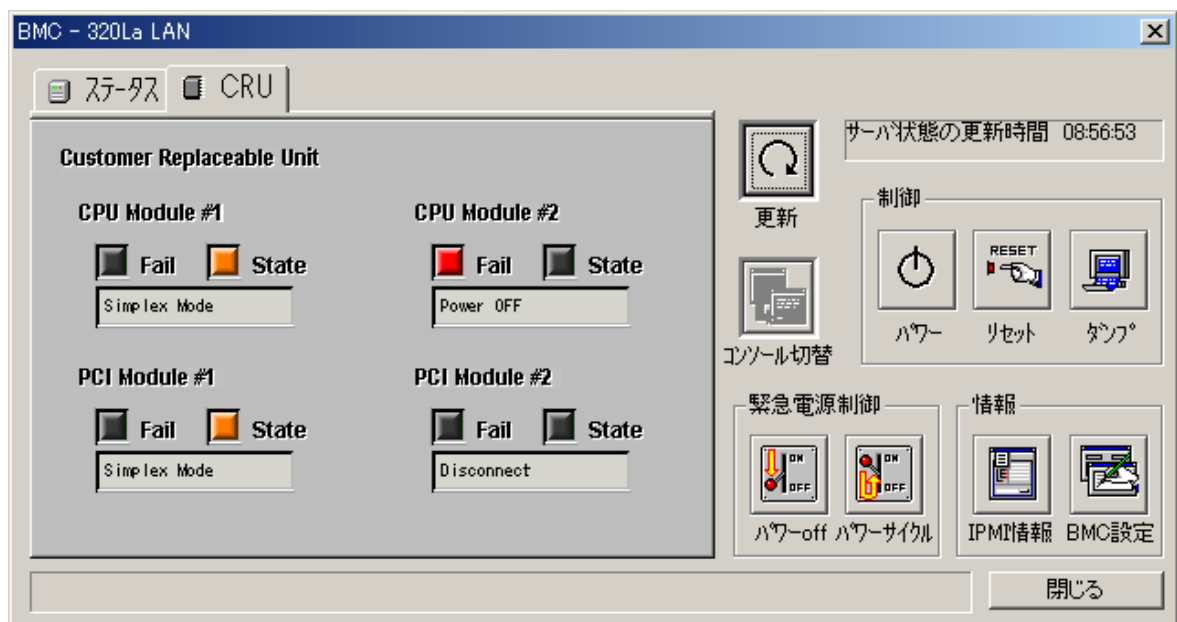 BMC - 320La LAN
ステータス
CRU
Customer Replaceable Unit
CPU Module #1
Fail
State
Simplex Mode
CPU Module #2
Fail
State
Power OFF
PCI Module #1
Fail
State
Simplex Mode
PCI Module #2
Fail
State
Disconnect
更新
コンソール切替
サーバ状態の更新時間 08:56:53
制御
パワー
RESET
リセット
ダンプ
緊急電源制御
ON
OFF
パワーoff
ON
OFF
パワーサイクル
情報
IPMI情報
BMC設定
閉じる